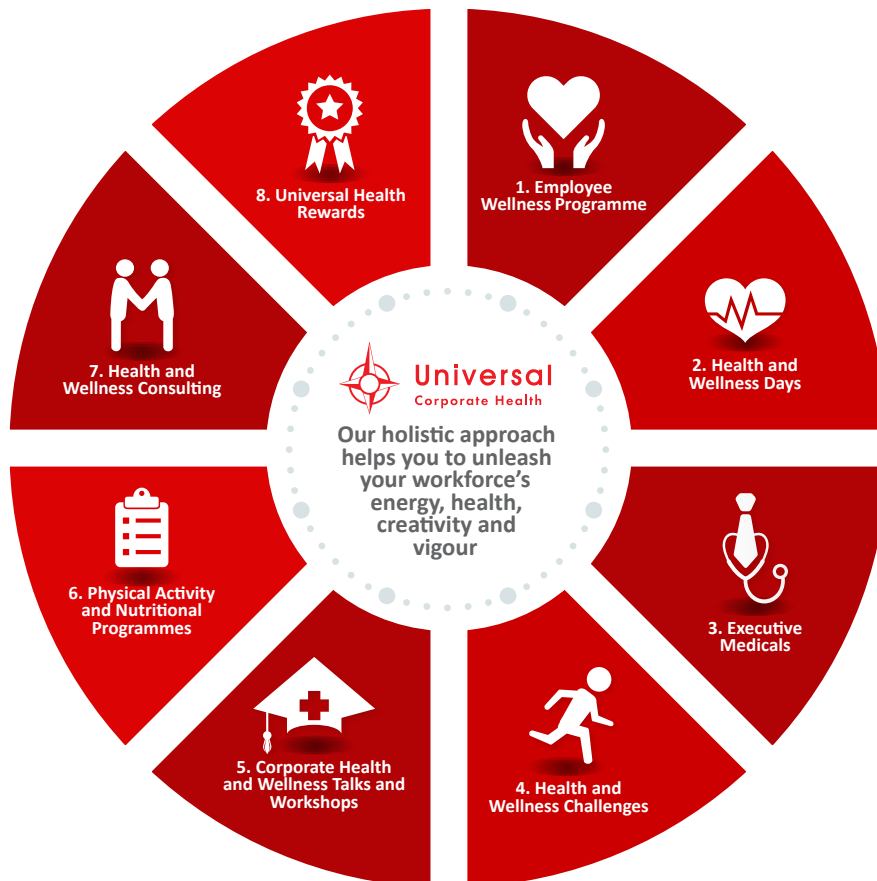 1. Employee
Wellness Programme
2. Health and
Wellness Days
3. Executive
Medicals
4. Health and
Wellness Challenges
5. Corporate Health
and Wellness Talks and
Workshops
6. Physical Activity
and Nutritional
Programmes
7. Health and
Wellness Consulting
8. Universal Health
Rewards
Universal
Corporate Health
Our holistic approach
helps you to unleash
your workforce's
energy, health,
creativity and
vigour